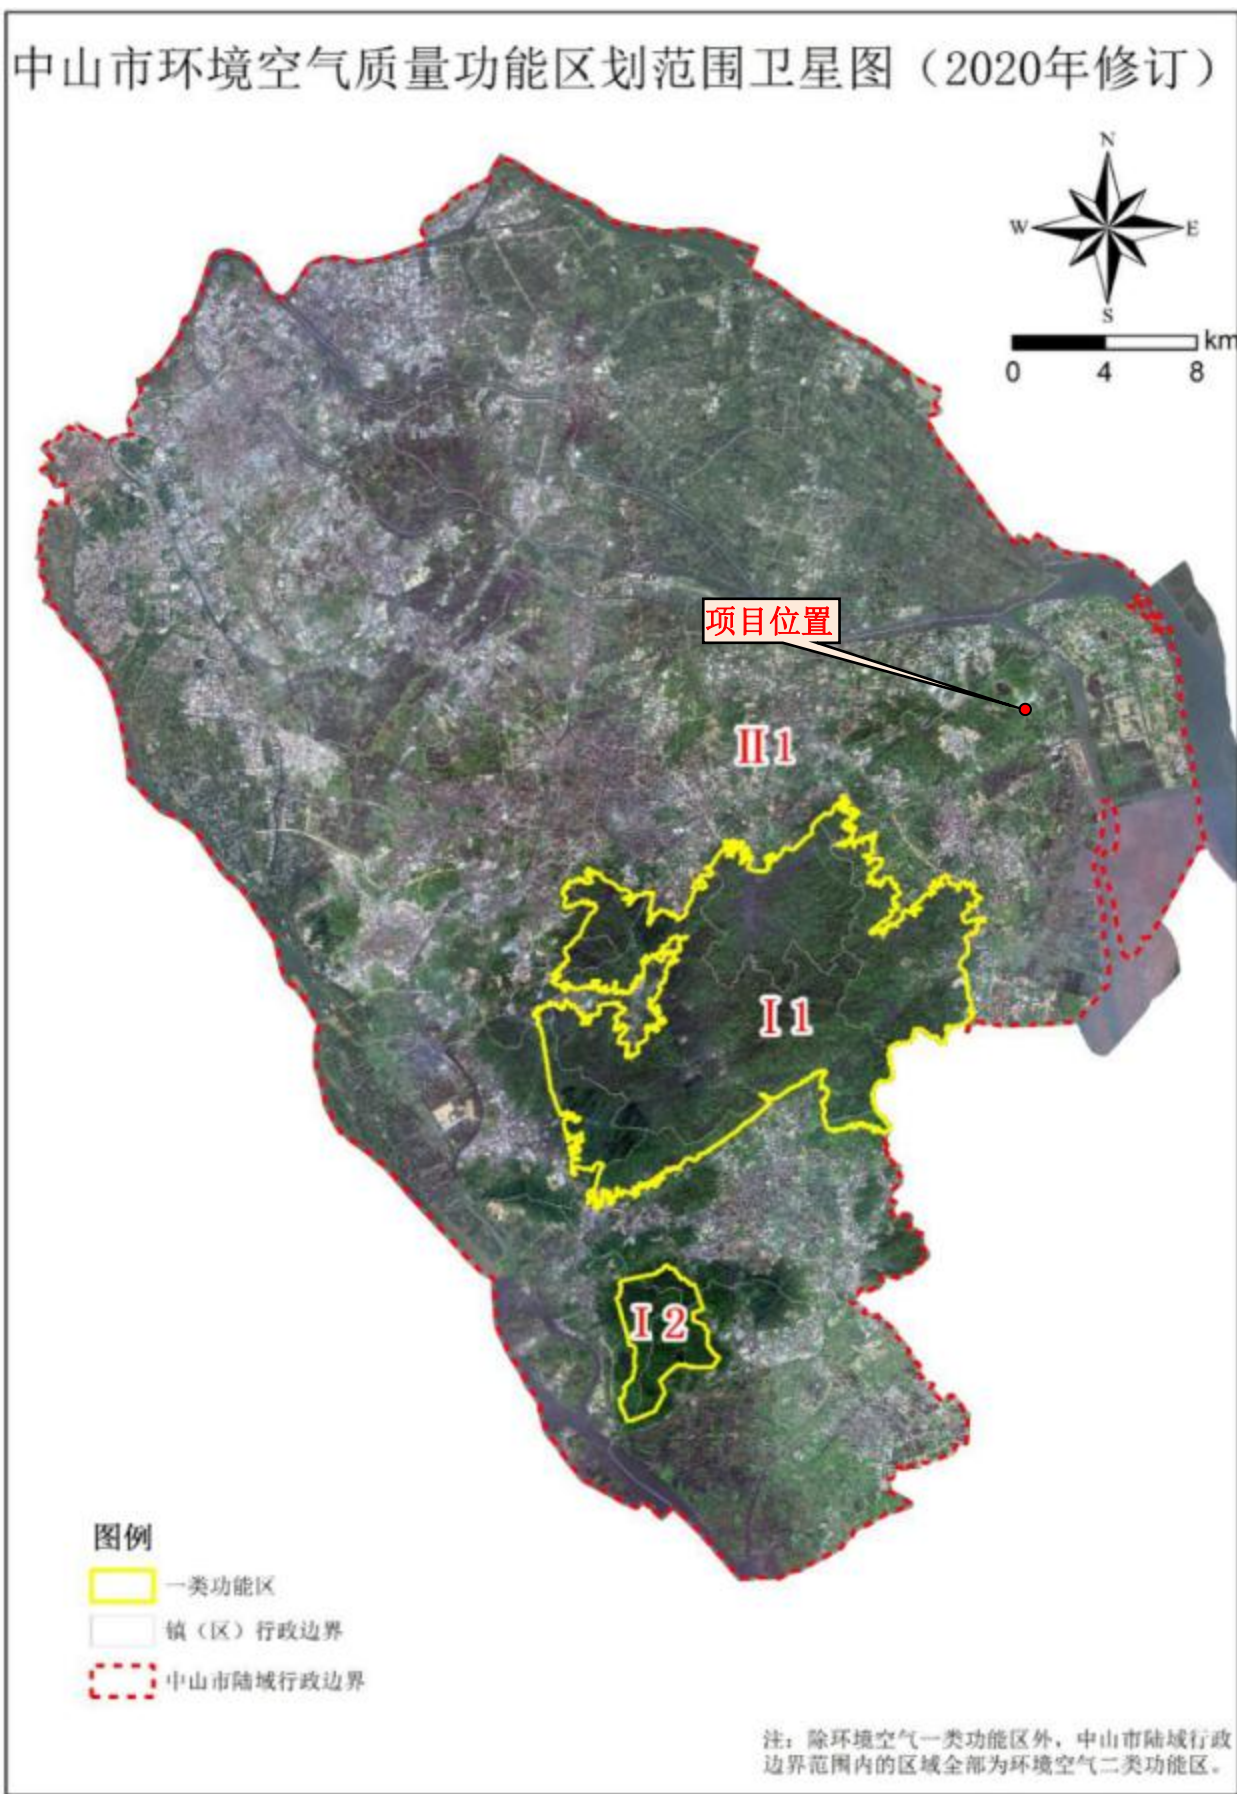 中山市环境空气质量功能区划范围卫星图（2020年修订）
N
W
E
S
km
0 4 8
项目位置
Ⅱ1
Ⅰ1
Ⅰ2
图例
一类功能区
镇（区）行政边界
中山市陆域行政边界
注：除环境空气一类功能区外，中山市陆域行政
边界范围内的区域全部为环境空气二类功能区。